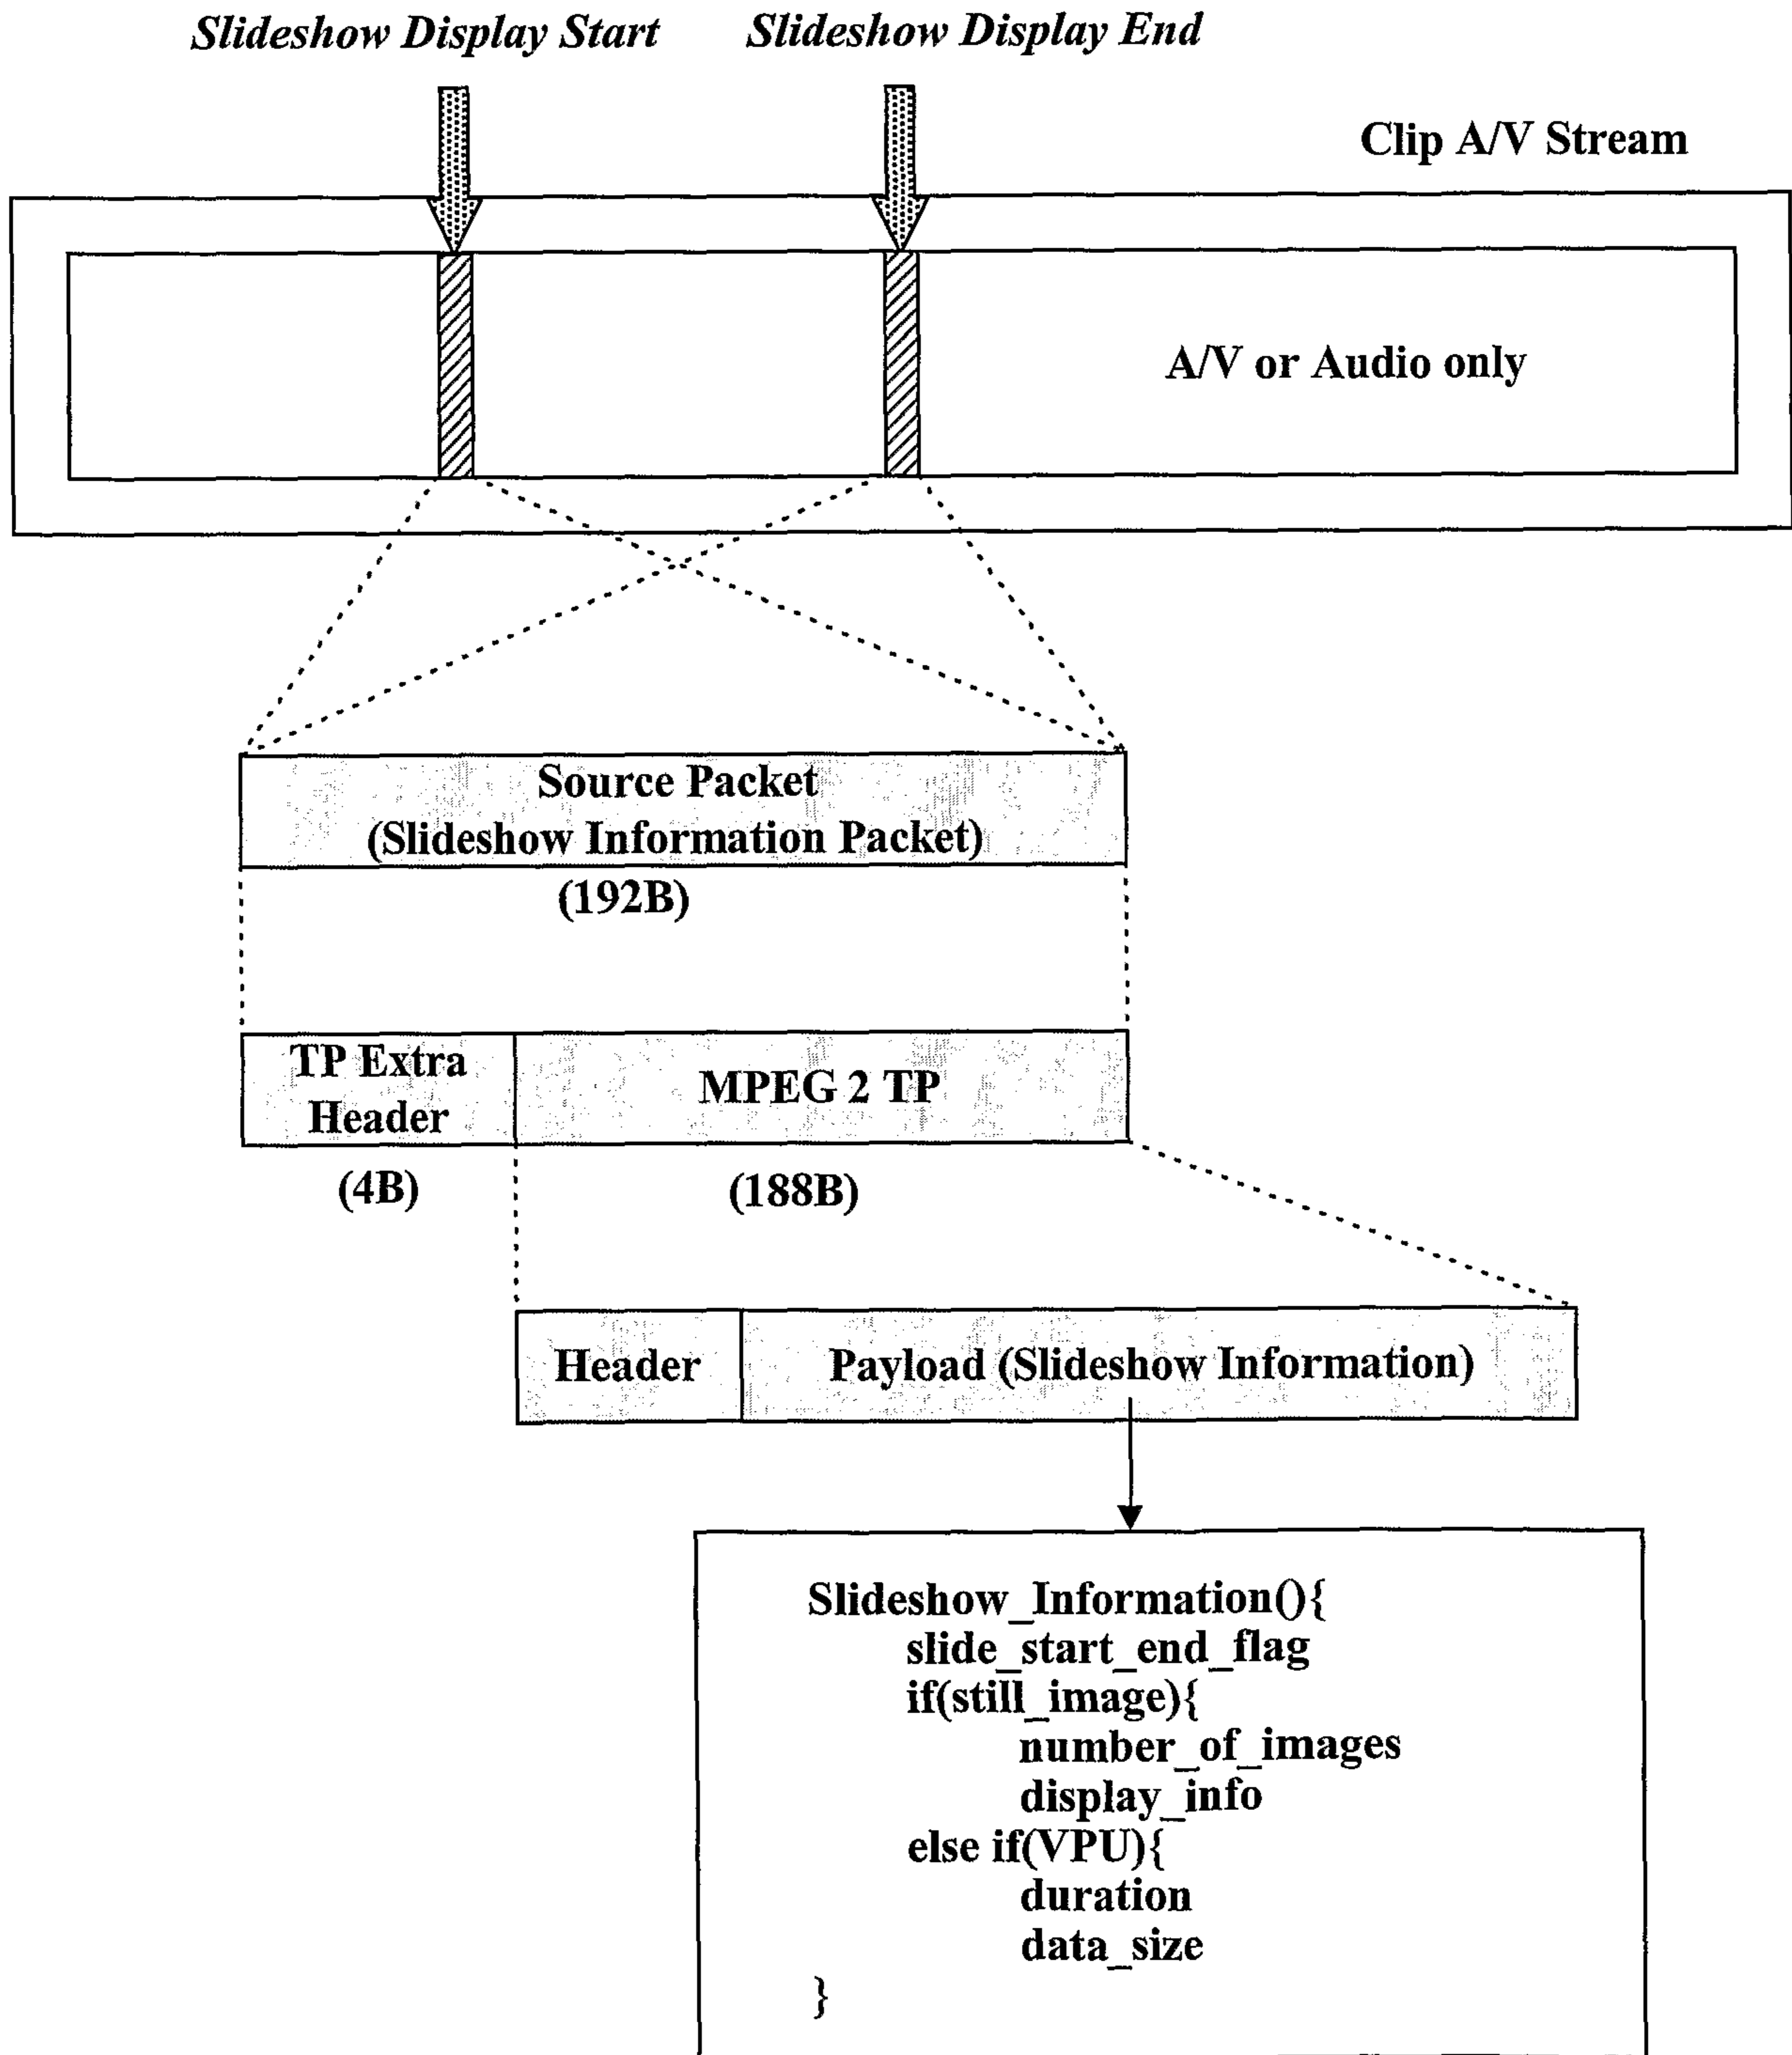 Slideshow Display Start
Slideshow Display End
Clip A/V Stream
A/V or Audio only
Source Packet
(Slideshow Information Packet)
(192B)
TP Extra
Header
MPEG 2 TP
(4B)
(188B)
Header
Payload (Slideshow Information)
Slideshow_Information(){
slide_start_end_flag
if(still_image){
number_of_images
display_info
else if(VPU){
duration
data_size
}